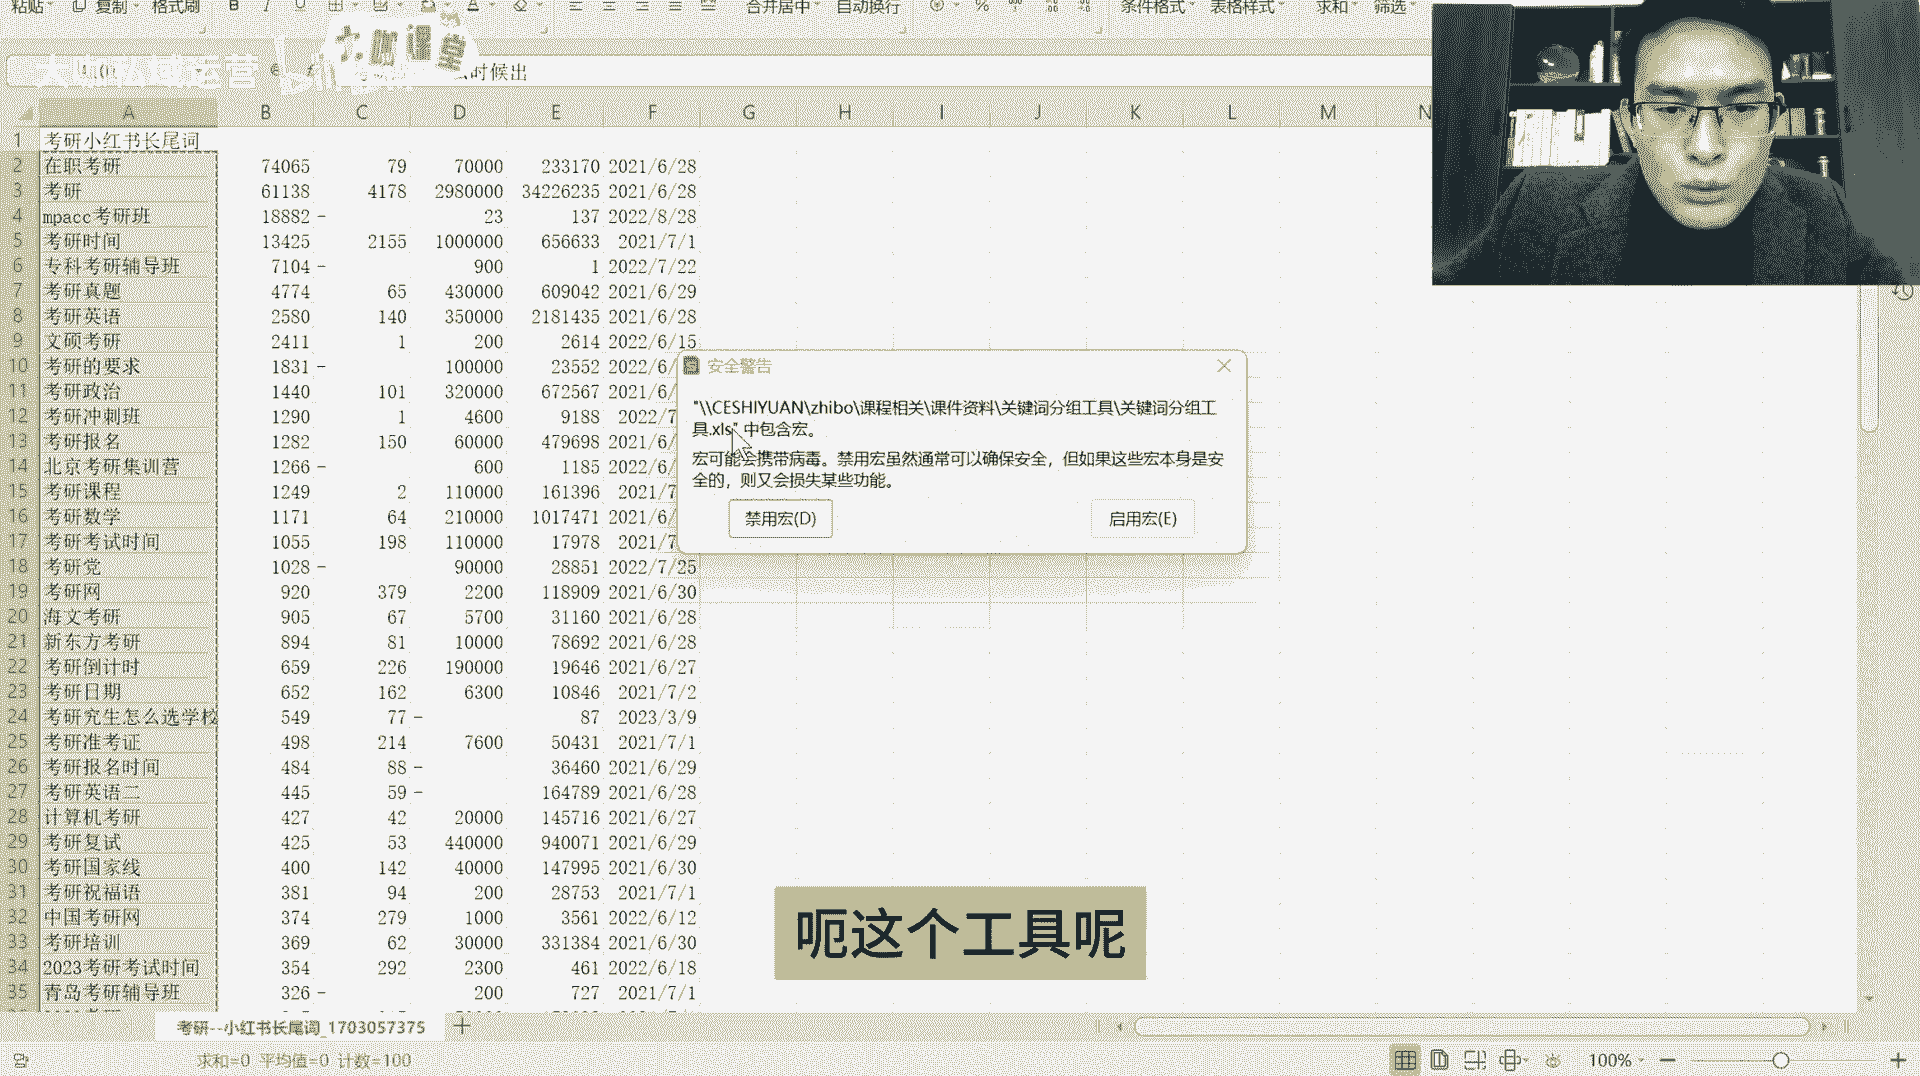 粘贴 复制 格式刷 B I U A 合并居中 自动换行 % 条件格式 表格样式 求和 筛选
大咖课堂
时候出
A B C D E F G H I J K L M N
1 考研小红书长尾词
2 在职考研 74065 79 70000 233170 2021/6/28
3 考研 61138 4178 2980000 34226235 2021/6/28
4 mpacc考研班 18882 - 23 137 2022/8/28
5 考研时间 13425 2155 1000000 656633 2021/7/1
6 专科考研辅导班 7104 - 900 1 2022/7/22
7 考研真题 4774 65 430000 609042 2021/6/29
8 考研英语 2580 140 350000 2181435 2021/6/28
9 文硕考研 2411 1 200 2614 2022/6/15
10 考研的要求 1831 - 100000 23552 2022/6/
11 考研政治 1440 101 320000 672567 2021/6/
12 考研冲刺班 1290 1 4600 9188 2022/7
13 考研报名 1282 150 60000 479698 2021/6/
14 北京考研集训营 1266 - 600 1185 2022/6/
15 考研课程 1249 2 110000 161396 2021/7
16 考研数学 1171 64 210000 1017471 2021/6/
17 考研考试时间 1055 198 110000 17978 2021/7
18 考研党 1028 - 90000 28851 2022/7/25
19 考研网 920 379 2200 118909 2021/6/30
20 海文考研 905 67 5700 31160 2021/6/28
21 新东方考研 894 81 10000 78692 2021/6/28
22 考研倒计时 659 226 190000 19646 2021/6/27
23 考研日期 652 162 6300 10846 2021/7/2
24 考研究生怎么选学校 549 77 - 87 2023/3/9
25 考研准考证 498 214 7600 50431 2021/7/1
26 考研报名时间 484 88 - 36460 2021/6/29
27 考研英语二 445 59 - 164789 2021/6/28
28 计算机考研 427 42 20000 145716 2021/6/27
29 考研复试 425 53 440000 940071 2021/6/29
30 考研国家线 400 142 40000 147995 2021/6/30
31 考研祝福语 381 94 200 28753 2021/7/1
32 中国考研网 374 279 1000 3561 2022/6/12
33 考研培训 369 62 30000 331384 2021/6/30
34 2023考研考试时间 354 292 2300 461 2022/6/18
35 青岛考研辅导班 326 - 200 727 2021/7/1
安全警告
"\\CESHIYUAN\zhibo\课程相关\课件资料\关键词分组工具\关键词分组工
具.xls" 中包含宏。
宏可能会携带病毒。禁用宏虽然通常可以确保安全，但如果这些宏本身是安
全的，则又会损失某些功能。
禁用宏(D) 启用宏(E)
呃这个工具呢
考研--小红书长尾词_1703057375
求和=0 平均值=0 计数=100 100%